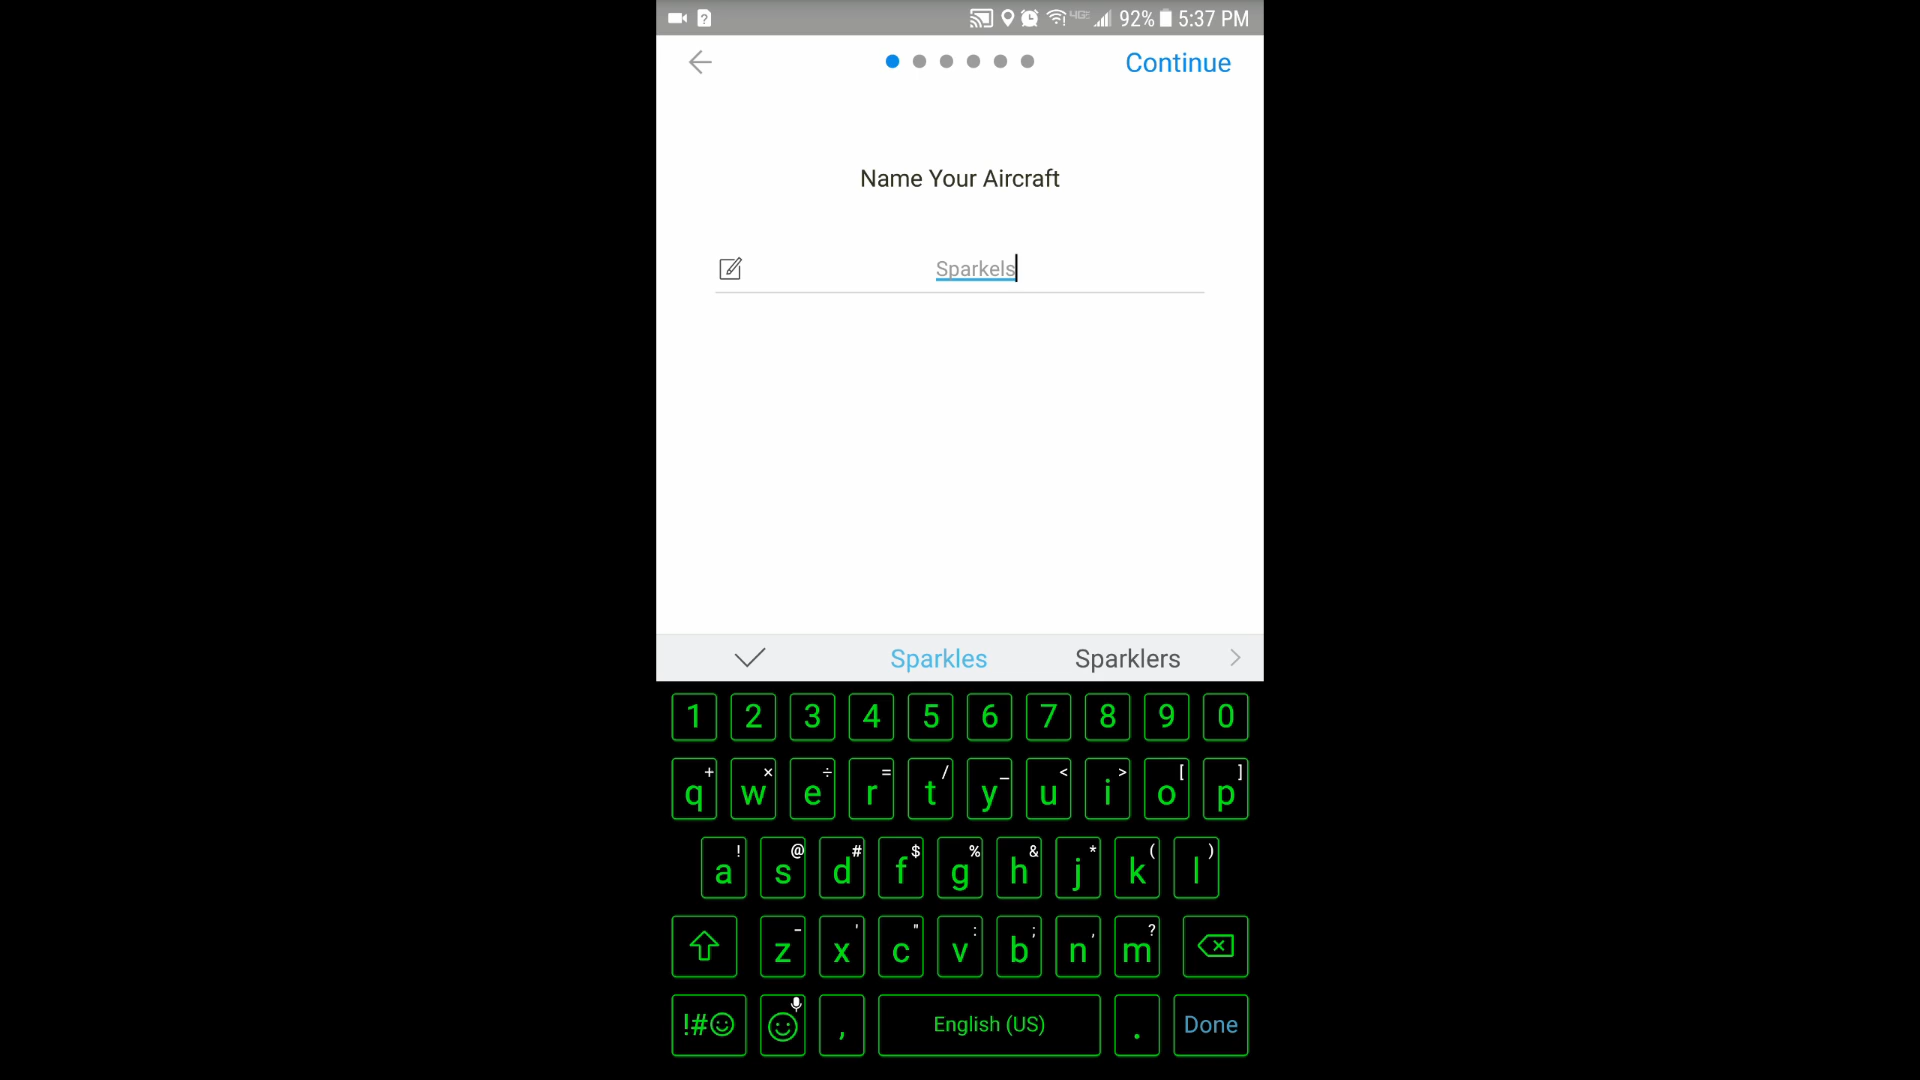 92% 5:37 PM
Continue
Name Your Aircraft
Sparkels
Sparkles Sparklers
1 2 3 4 5 6 7 8 9 0
+ × ÷ = / _ < > [ ]
q w e r t y u i o p
! @ # $ % & * ( )
a s d f g h j k l
- ' " : ; , ?
z x c v b n m
!#☺ , English (US) . Done